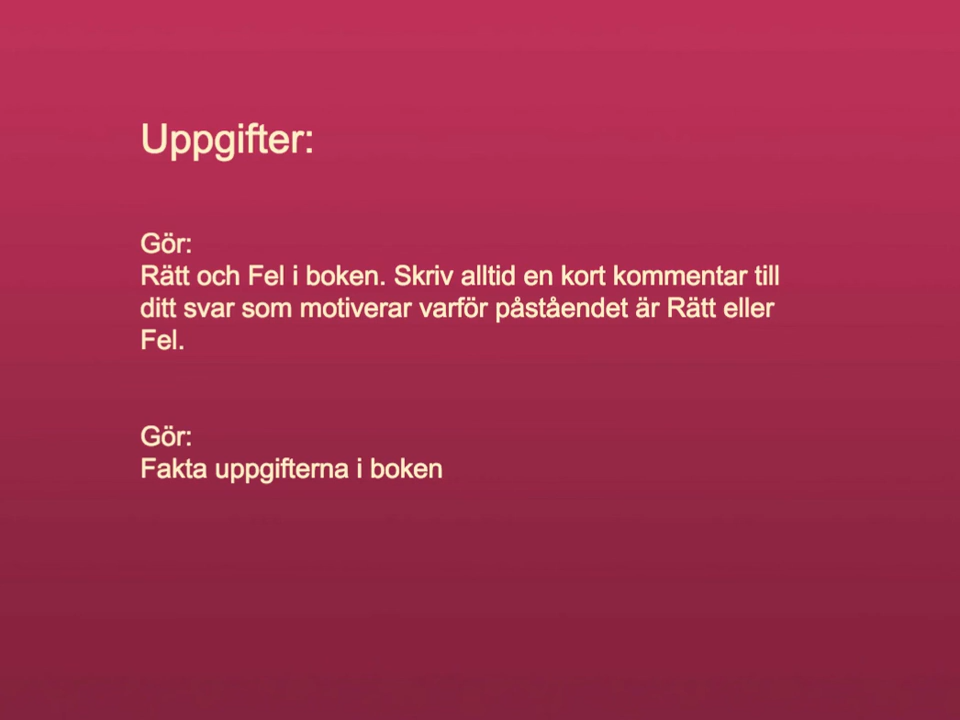 Uppgifter:
Gör:
Rätt och Fel i boken. Skriv alltid en kort kommentar till
ditt svar som motiverar varför påståendet är Rätt eller
Fel.
Gör:
Fakta uppgifterna i boken